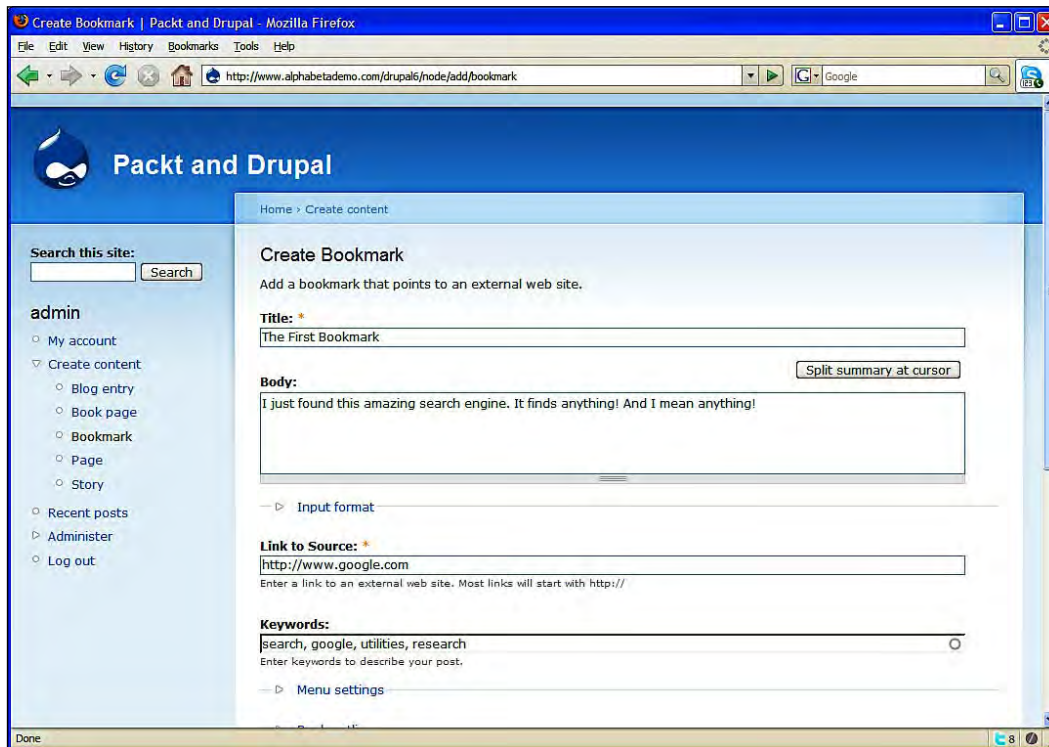 Create Bookmark | Packt and Drupal - Mozilla Firefox
File Edit View History Bookmarks Tools Help
http://www.alphabetademo.com/drupal6/node/add/bookmark
G Google
Packt and Drupal
Home › Create content
Search this site:
Search
admin
My account
Create content
Blog entry
Book page
Bookmark
Page
Story
Recent posts
Administer
Log out
Create Bookmark
Add a bookmark that points to an external web site.
Title: *
The First Bookmark
Split summary at cursor
Body:
I just found this amazing search engine. It finds anything! And I mean anything!
Input format
Link to Source: *
http://www.google.com
Enter a link to an external web site. Most links will start with http://
Keywords:
search, google, utilities, research
Enter keywords to describe your post.
Menu settings
Done
8